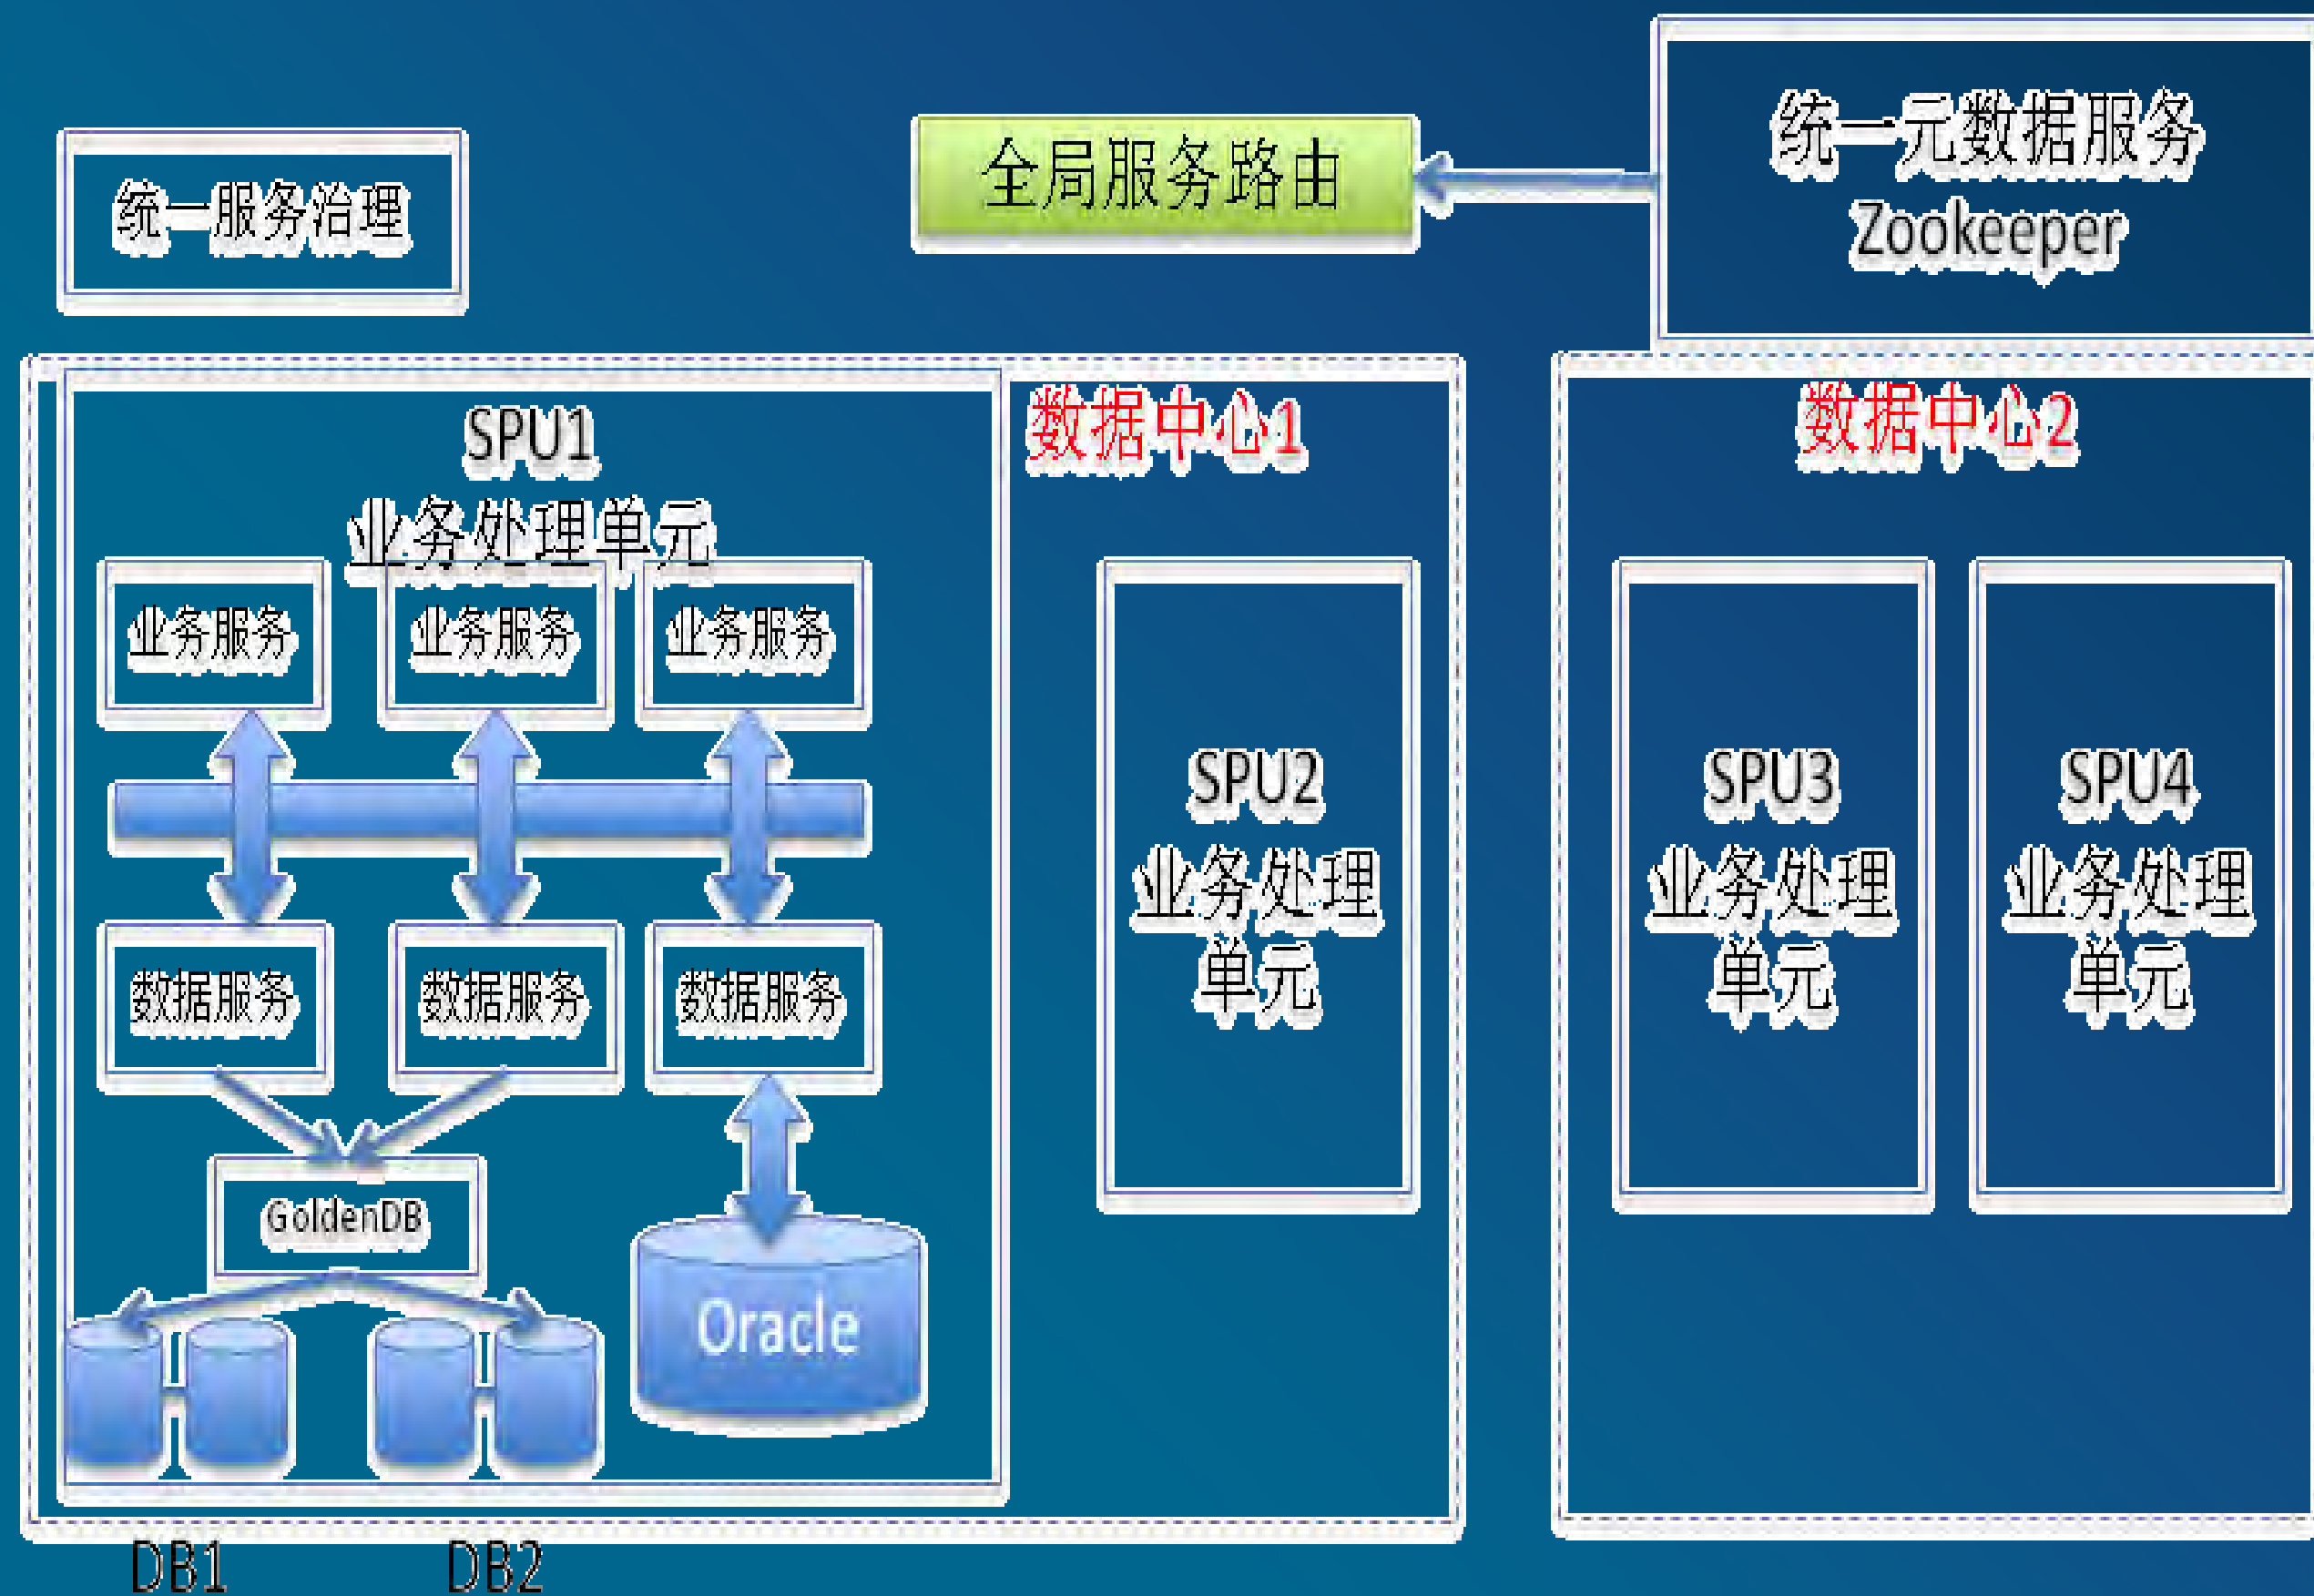 统一服务治理
全局服务路由
统一元数据服务
Zookeeper
SPU1
业务处理单元
业务服务
业务服务
业务服务
数据服务
数据服务
数据服务
GoldenDB
Oracle
DB1
DB2
数据中心1
SPU2
业务处理
单元
数据中心2
SPU3
业务处理
单元
SPU4
业务处理
单元